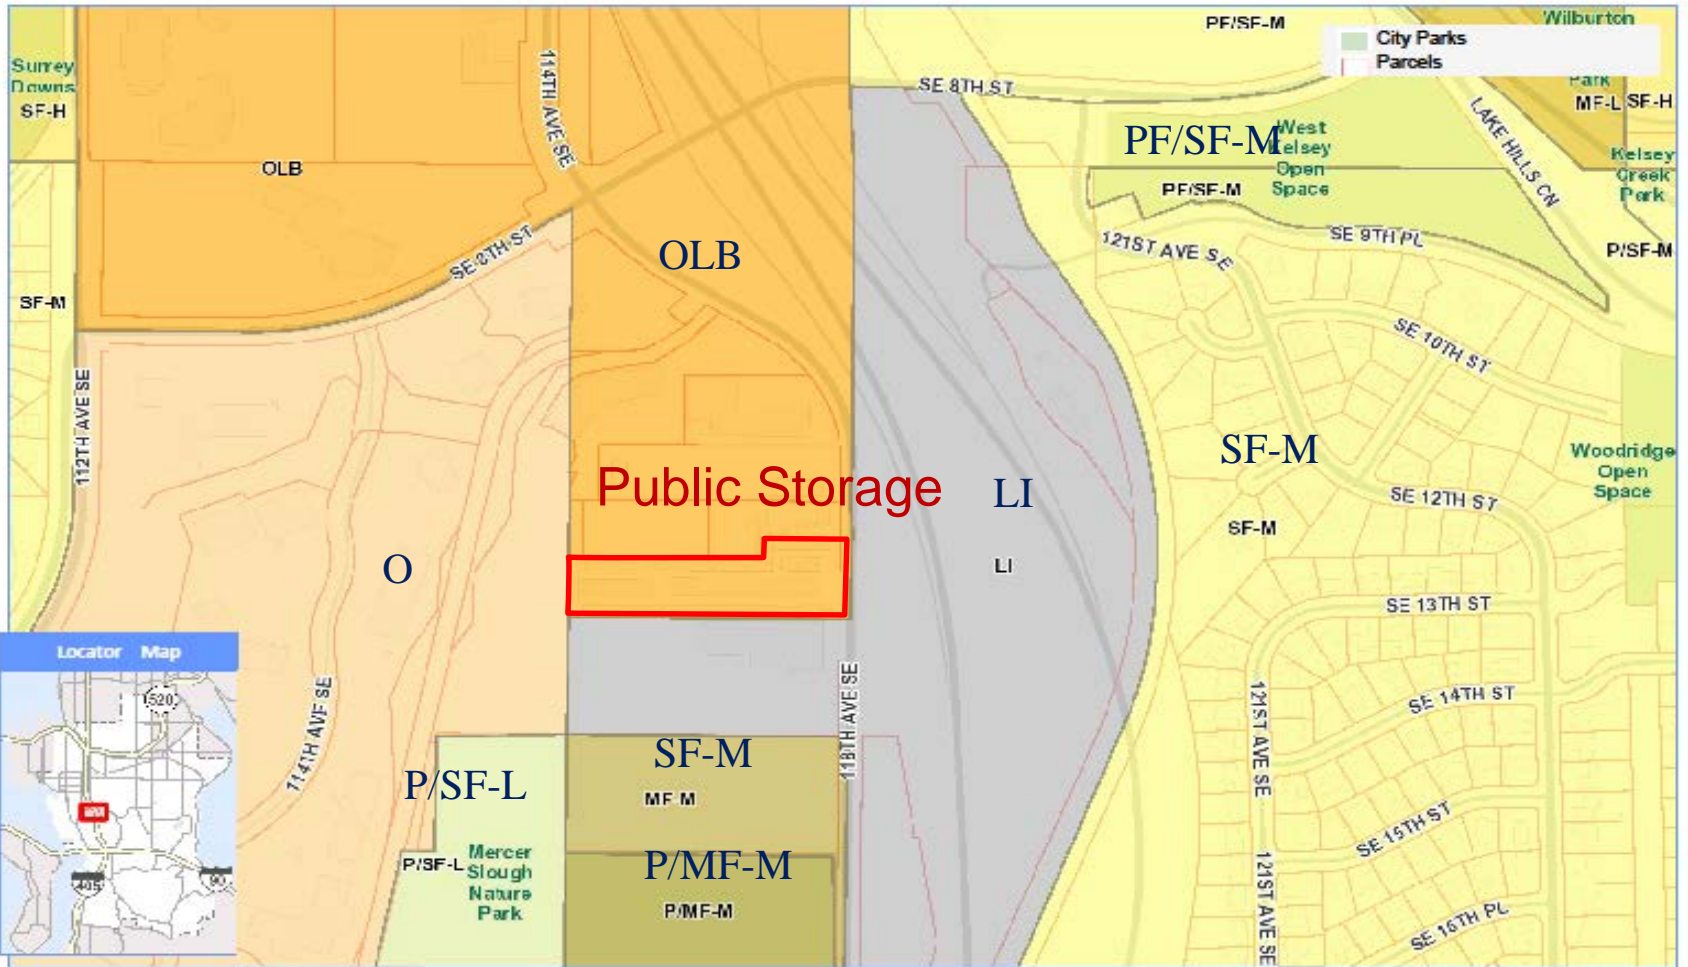 PF/SF-M
Wilburton
Park
City Parks
Parcels
Surrey
Downs
SF-H
114TH AVE SE
SE 8TH ST
MF-L
SF-H
LAKE HILLS CN
PF/SF-M
West
Kelsey
Open
Space
PF/SF-M
Kelsey
Creek
Park
OLB
SE 8TH ST
OLB
121ST AVE SE
SE 9TH PL
P/SF-M
SF-M
SE 10TH ST
112TH AVE SE
SF-M
Woodridge
Open
Space
Public Storage
LI
SE 12TH ST
SF-M
O
LI
SE 13TH ST
Locator Map
520
405
90
114TH AVE SE
118TH AVE SE
121ST AVE SE
SE 14TH ST
SF-M
P/SF-L
MF-M
SE 15TH ST
P/SF-L
Mercer
Slough
Nature
Park
P/MF-M
P/MF-M
121ST AVE SE
SE 16TH PL